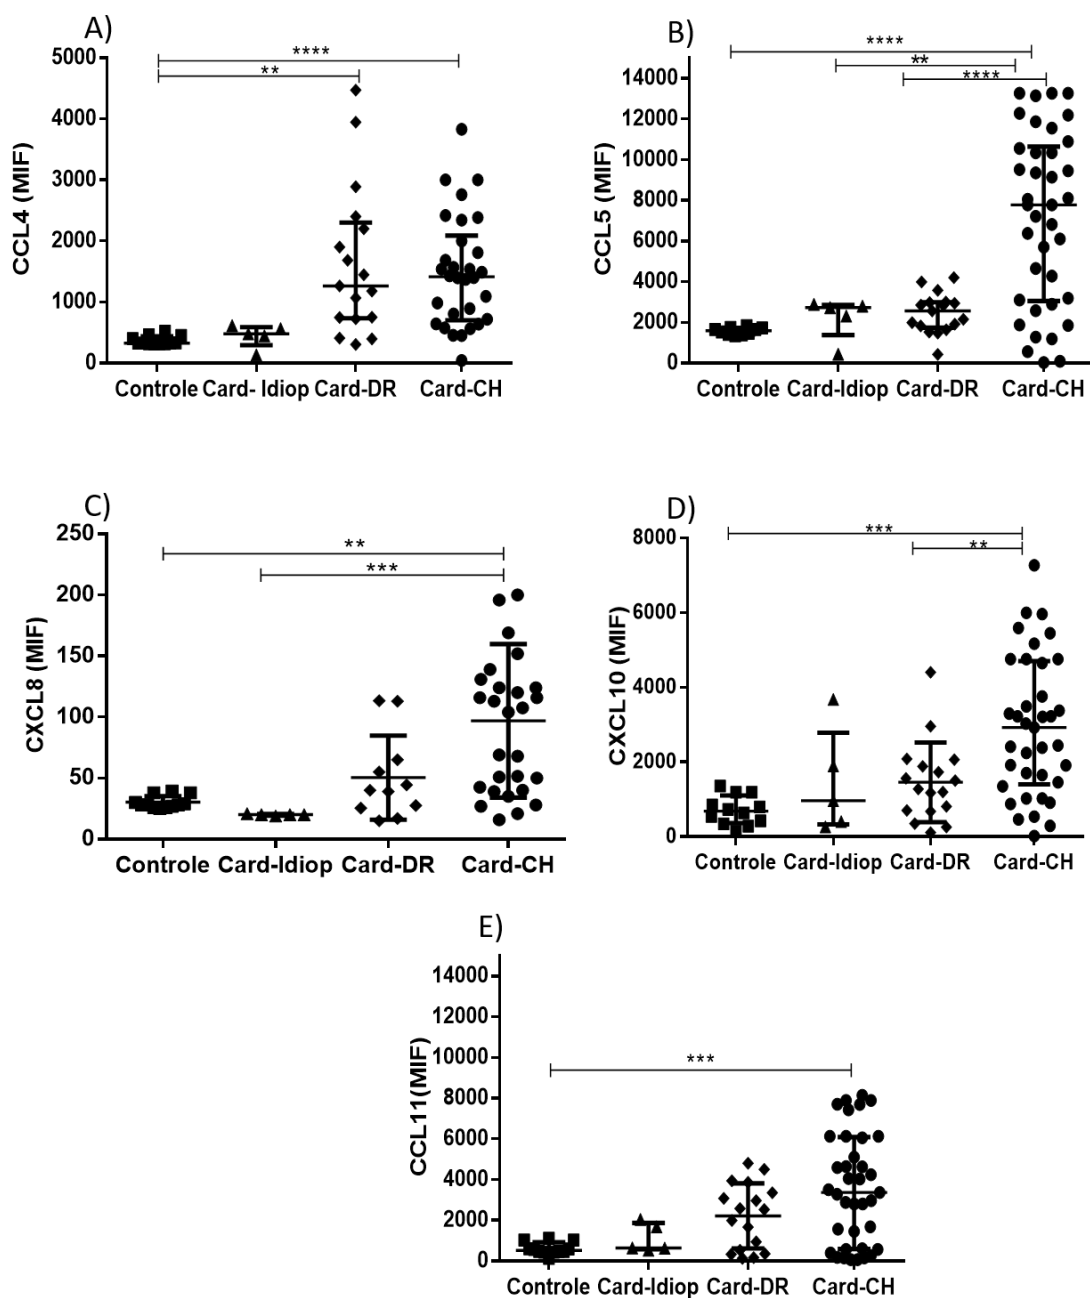 A)
****
**
5000
4000
3000
2000
1000
0
CCL4 (MIF)
Controle Card- Idiop Card-DR Card-CH
B)
****
**
****
14000
12000
10000
8000
6000
4000
2000
0
CCL5 (MIF)
Controle Card-Idiop Card-DR Card-CH
C)
**
***
250
200
150
100
50
0
CXCL8 (MIF)
Controle Card-Idiop Card-DR Card-CH
D)
***
**
8000
6000
4000
2000
0
CXCL10 (MIF)
Controle Card-Idiop Card-DR Card-CH
E)
***
14000
12000
10000
8000
6000
4000
2000
0
CCL11(MIF)
Controle Card-Idiop Card-DR Card-CH